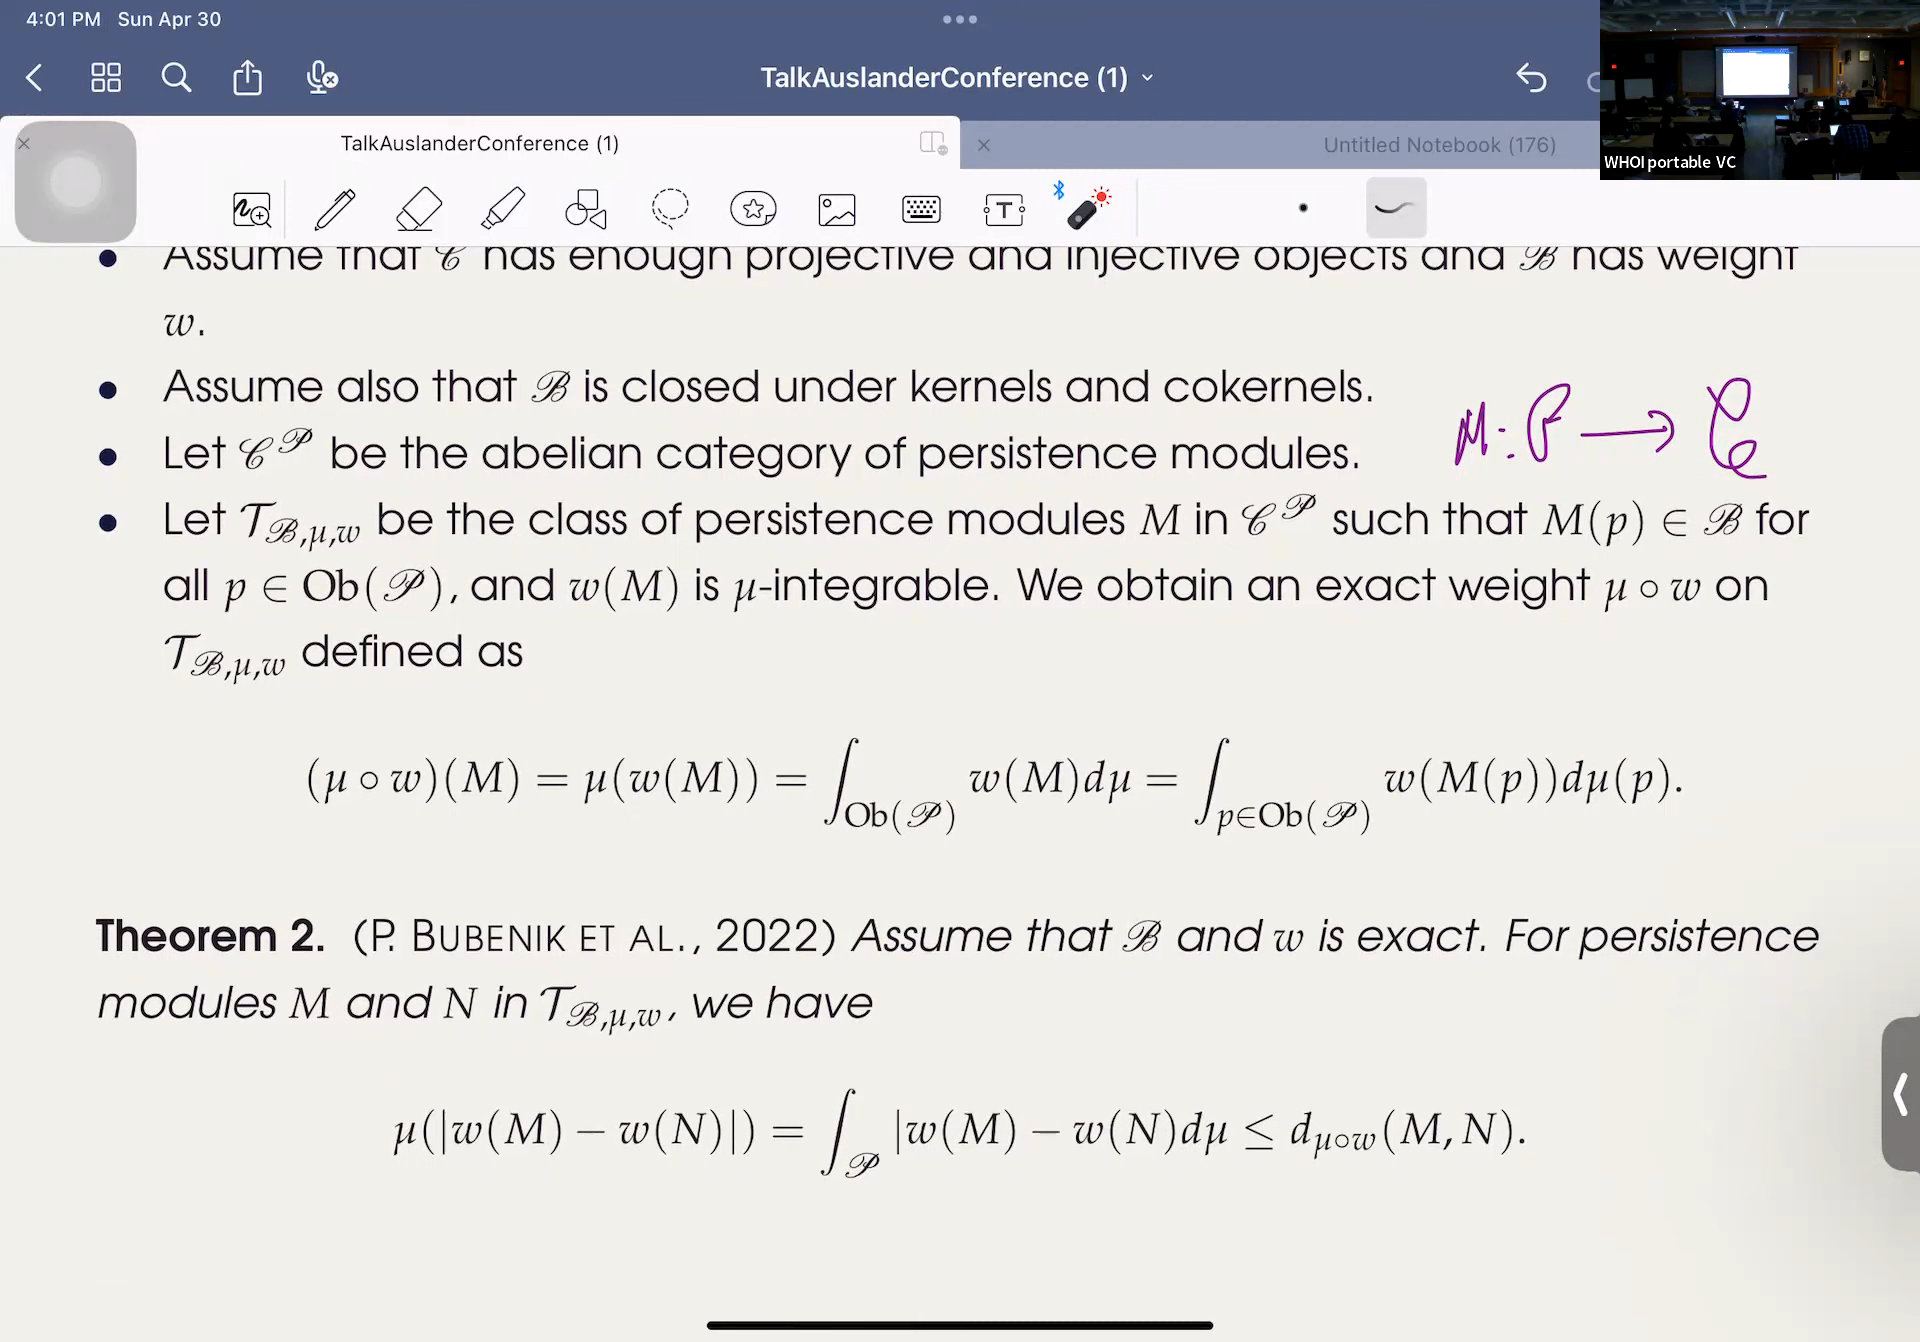 4:01 PM Sun Apr 30
TalkAuslanderConference (1)
WHOI portable VC
TalkAuslanderConference (1)
Untitled Notebook (176)
• Assume that 𝒞 has enough projective and injective objects and ℬ has weight
w.
• Assume also that ℬ is closed under kernels and cokernels.
M: P ⟶ 𝒞
• Let 𝒞^𝒫 be the abelian category of persistence modules.
• Let 𝒯_{ℬ,μ,w} be the class of persistence modules M in 𝒞^𝒫 such that M(p) ∈ ℬ for
all p ∈ Ob(𝒫), and w(M) is μ-integrable. We obtain an exact weight μ ∘ w on
𝒯_{ℬ,μ,w} defined as
(μ ∘ w)(M) = μ(w(M)) = ∫_{Ob(𝒫)} w(M)dμ = ∫_{p∈Ob(𝒫)} w(M(p))dμ(p).
Theorem 2. (P. BUBENIK ET AL., 2022) Assume that ℬ and w is exact. For persistence
modules M and N in 𝒯_{ℬ,μ,w}, we have
μ(|w(M) − w(N)|) = ∫_𝒫 |w(M) − w(N)dμ ≤ d_{μ∘w}(M, N).